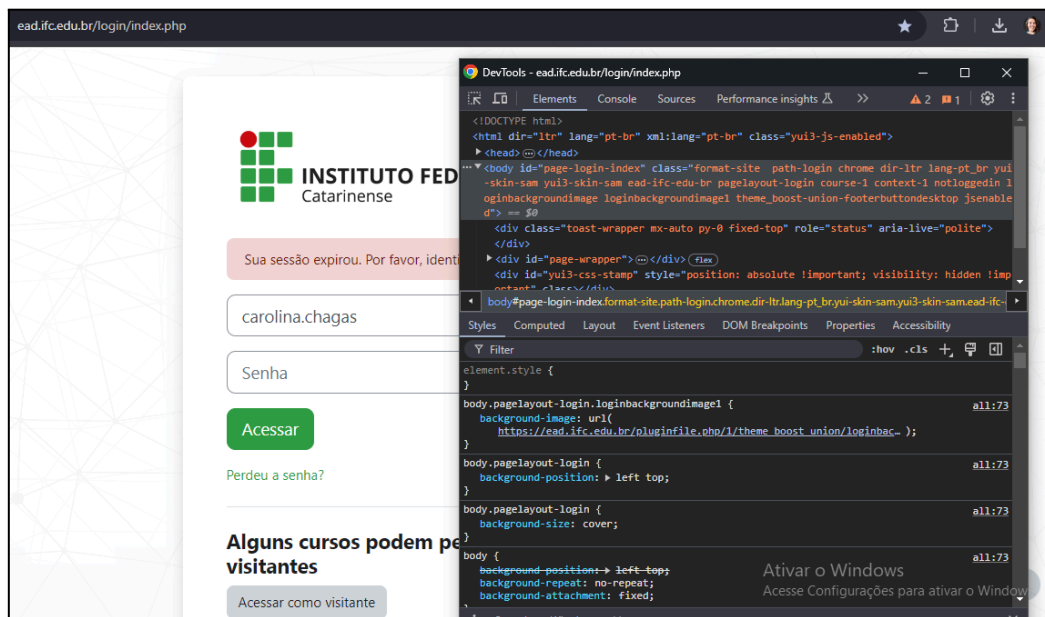 ead.ifc.edu.br/login/index.php
INSTITUTO FED
Catarinense
Sua sessão expirou. Por favor, identi
carolina.chagas
Senha
Acessar
Perdeu a senha?
Alguns cursos podem pe
visitantes
Acessar como visitante
DevTools - ead.ifc.edu.br/login/index.php
Elements Console Sources Performance insights >> 2 1
<!DOCTYPE html>
<html dir="ltr" lang="pt-br" xml:lang="pt-br" class="yui3-js-enabled">
<head> … </head>
… <body id="page-login-index" class="format-site  path-login chrome dir-ltr lang-pt_br yui
-skin-sam yui3-skin-sam ead-ifc-edu-br pagelayout-login course-1 context-1 notloggedin l
oginbackgroundimage loginbackgroundimage1 theme_boost-union-footerbuttondesktop jsenable
d"> == $0
<div class="toast-wrapper mx-auto py-0 fixed-top" role="status" aria-live="polite">
</div>
<div id="page-wrapper"> … </div> flex
<div id="yui3-css-stamp" style="position: absolute !important; visibility: hidden !imp
ortant" class></div>
body#page-login-index.format-site.path-login.chrome.dir-ltr.lang-pt_br.yui-skin-sam.yui3-skin-sam.ead-ifc-
Styles Computed Layout Event Listeners DOM Breakpoints Properties Accessibility
Filter :hov .cls +
element.style {
}
body.pagelayout-login.loginbackgroundimage1 { all:73
background-image: url(
https://ead.ifc.edu.br/pluginfile.php/1/theme_boost_union/loginbac… );
}
body.pagelayout-login { all:73
background-position: left top;
}
body.pagelayout-login { all:73
background-size: cover;
}
body { all:73
background-position: left top;
background-repeat: no-repeat;
background-attachment: fixed;
Ativar o Windows
Acesse Configurações para ativar o Window